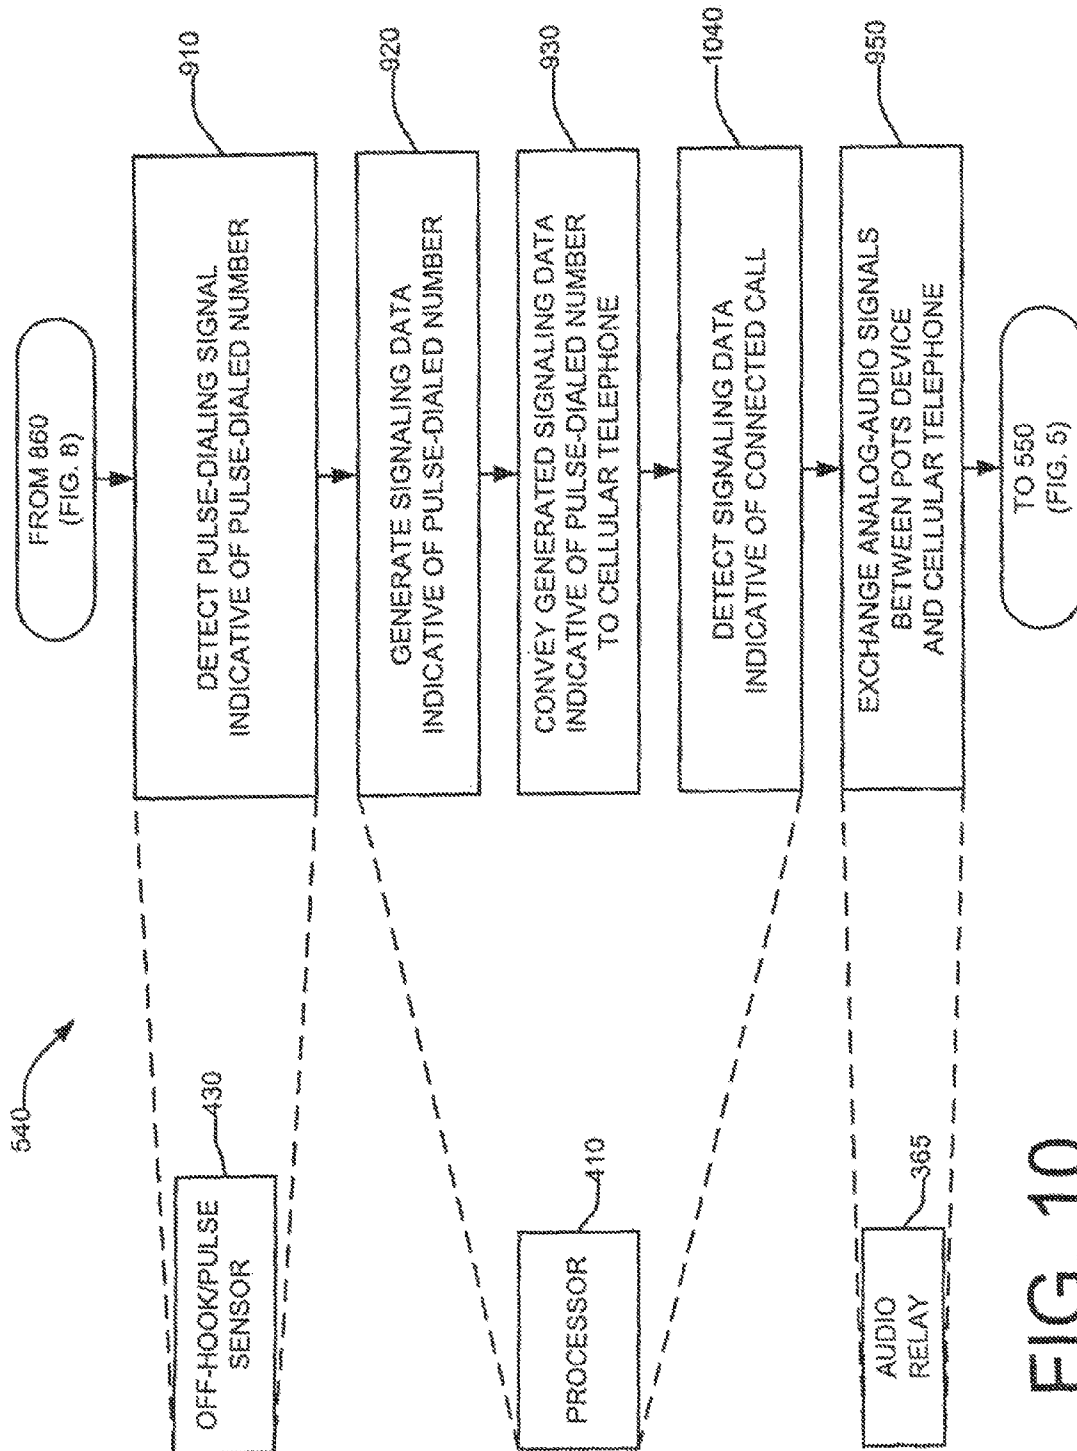 540
FROM 860
(FIG. 8)
910
DETECT PULSE-DIALING SIGNAL
INDICATIVE OF PULSE-DIALED NUMBER
OFF-HOOK/PULSE
SENSOR
430
920
GENERATE SIGNALING DATA
INDICATIVE OF PULSE-DIALED NUMBER
930
CONVEY GENERATED SIGNALING DATA
INDICATIVE OF PULSE-DIALED NUMBER
TO CELLULAR TELEPHONE
PROCESSOR
410
1040
DETECT SIGNALING DATA
INDICATIVE OF CONNECTED CALL
950
EXCHANGE ANALOG-AUDIO SIGNALS
BETWEEN POTS DEVICE
AND CELLULAR TELEPHONE
AUDIO
RELAY
365
TO 550
(FIG. 5)
FIG. 10